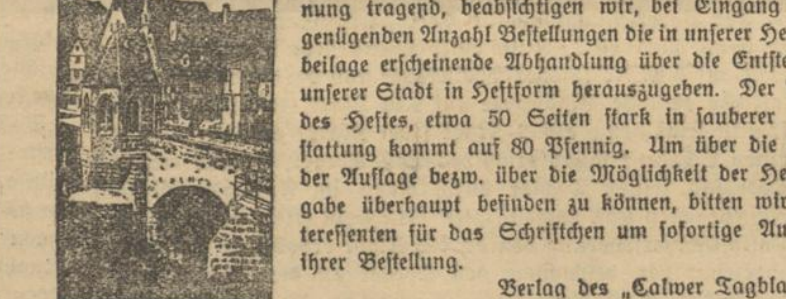 nung tragend, beabsichtigen wir, bei Eingang
genügenden Anzahl Bestellungen die in unserer He
beilage erscheinende Abhandlung über die Entste
unserer Stadt in Heftform herauszugeben. Der
des Heftes, etwa 50 Seiten stark in sauberer
stattung kommt auf 80 Pfennig. Um über die
der Auflage bezw. über die Möglichkeit der He
gabe überhaupt befinden zu können, bitten wir
teressenten für das Schriftchen um sofortige Au
ihrer Bestellung.
Verlag des „Calwer Tagbla